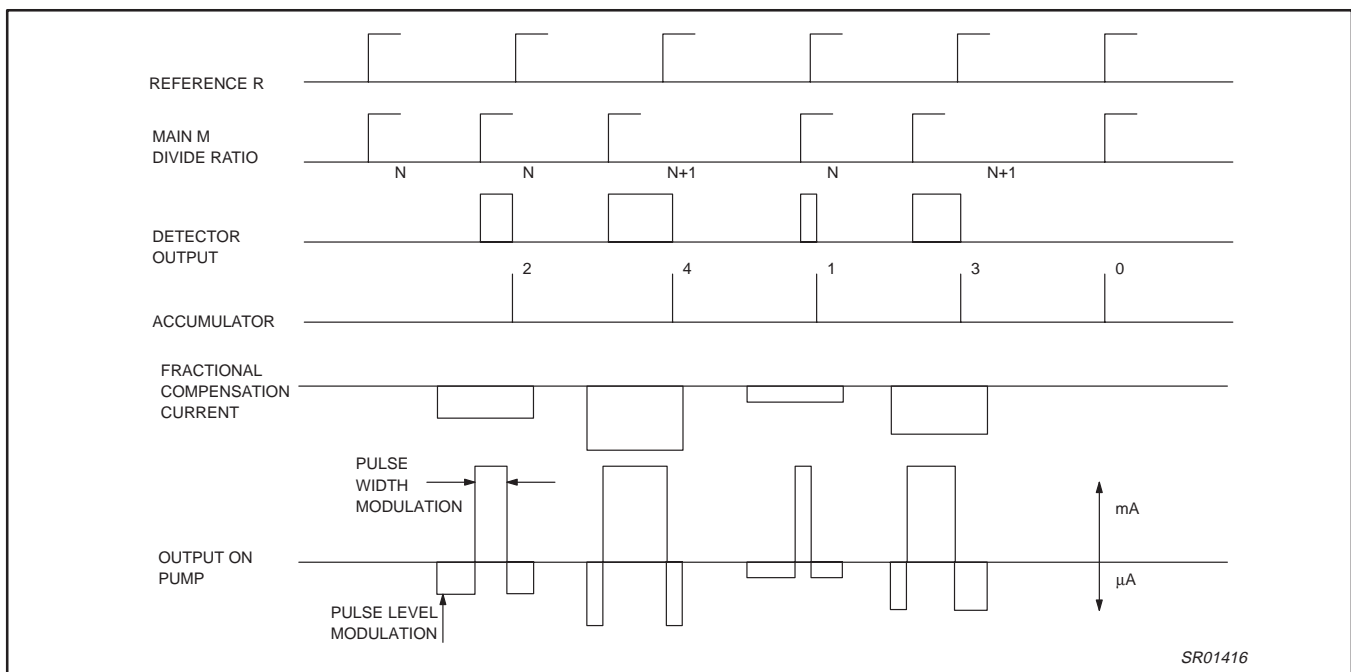 REFERENCE R
MAIN M
DIVIDE RATIO
N
N
N+1
N
N+1
DETECTOR
OUTPUT
2
4
1
3
0
ACCUMULATOR
FRACTIONAL
COMPENSATION
CURRENT
PULSE
WIDTH
MODULATION
mA
OUTPUT ON
PUMP
µA
PULSE LEVEL
MODULATION
SR01416